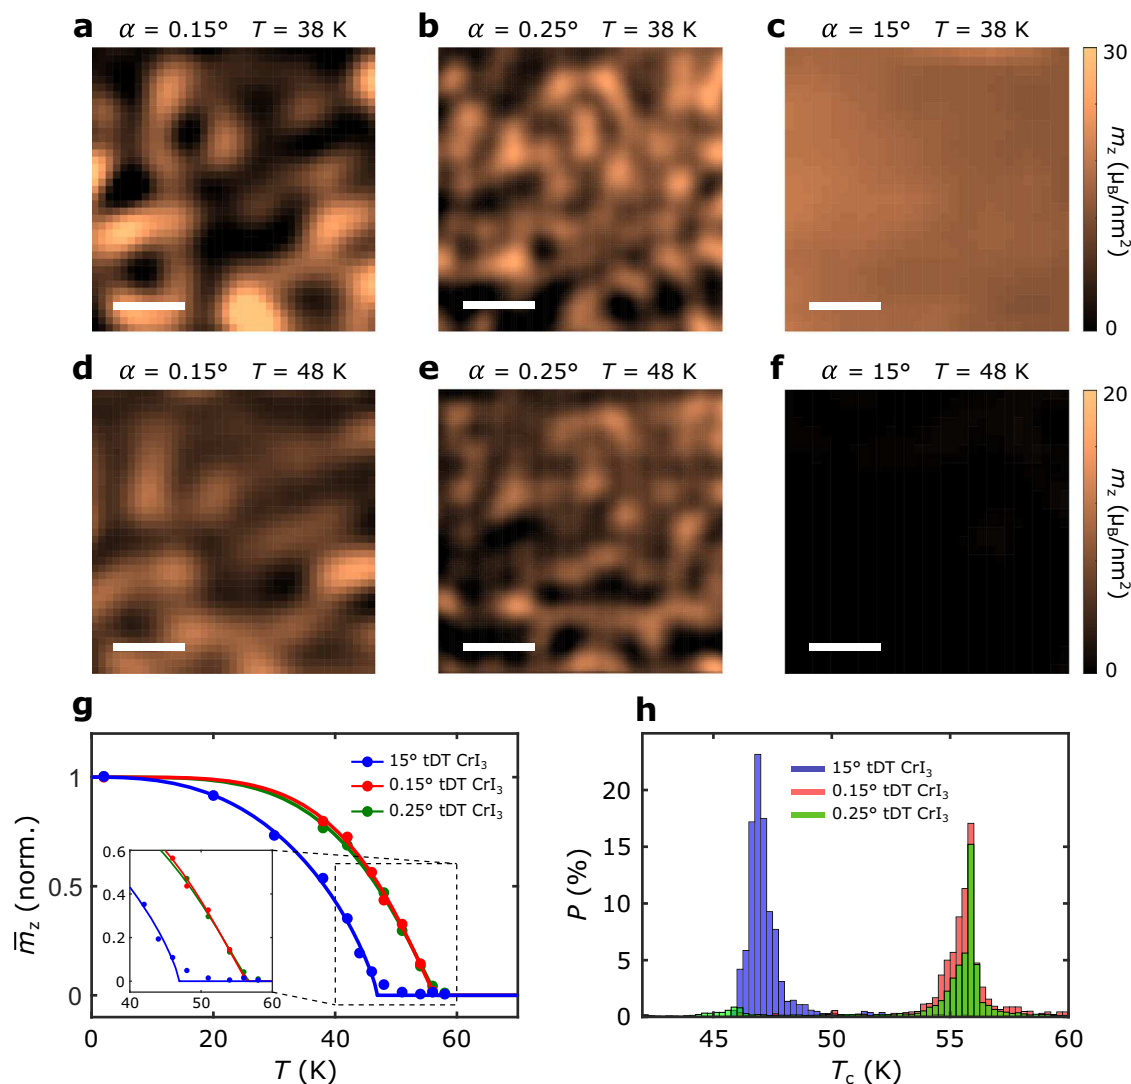 a α = 0.15° T = 38 K
b α = 0.25° T = 38 K
c α = 15° T = 38 K
30
m_z (μ_B/nm²)
0
d α = 0.15° T = 48 K
e α = 0.25° T = 48 K
f α = 15° T = 48 K
20
m_z (μ_B/nm²)
0
g
15° tDT CrI₃
0.15° tDT CrI₃
0.25° tDT CrI₃
1
0.5
0
m̅_z (norm.)
0.6
0.4
0.2
0
40 50 60
0 20 40 60
T (K)
h
15° tDT CrI₃
0.15° tDT CrI₃
0.25° tDT CrI₃
20
15
10
5
0
P (%)
45 50 55 60
T_c (K)